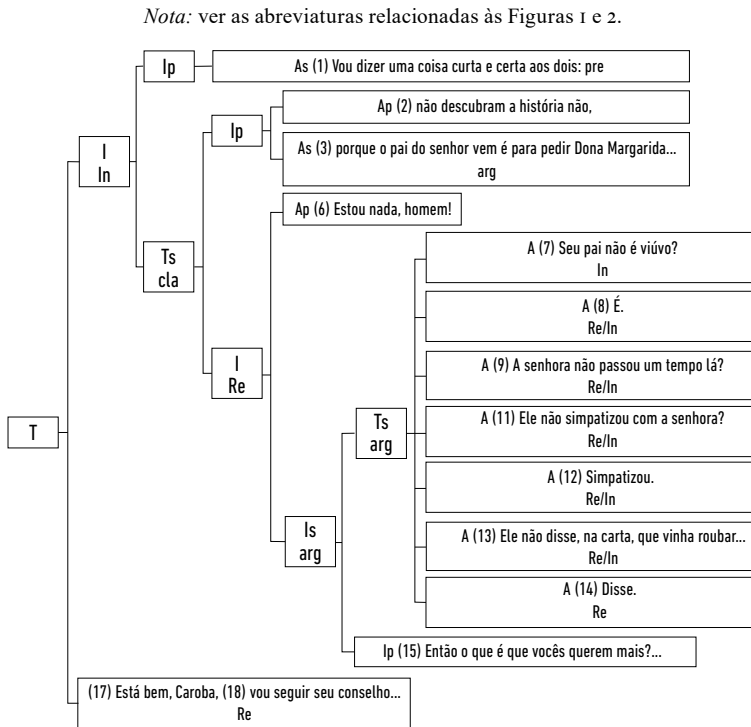 Nota: ver as abreviaturas relacionadas às Figuras 1 e 2.
Ip
As (1) Vou dizer uma coisa curta e certa aos dois: pre
I
In
Ip
Ap (2) não descubram a história não,
As (3) porque o pai do senhor vem é para pedir Dona Margarida...
arg
Ts
cla
Ap (6) Estou nada, homem!
I
Re
A (7) Seu pai não é viúvo?
In
A (8) É.
Re/In
A (9) A senhora não passou um tempo lá?
Re/In
T
Ts
arg
A (11) Ele não simpatizou com a senhora?
Re/In
A (12) Simpatizou.
Re/In
Is
arg
A (13) Ele não disse, na carta, que vinha roubar...
Re/In
A (14) Disse.
Re
Ip (15) Então o que é que vocês querem mais?...
(17) Está bem, Caroba, (18) vou seguir seu conselho...
Re